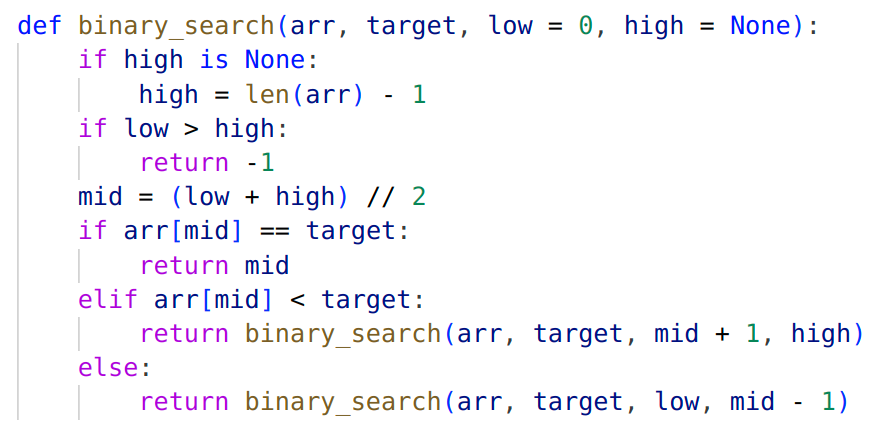 def binary_search(arr, target, low = 0, high = None):
    if high is None:
        high = len(arr) - 1
    if low > high:
        return -1
    mid = (low + high) // 2
    if arr[mid] == target:
        return mid
    elif arr[mid] < target:
        return binary_search(arr, target, mid + 1, high)
    else:
        return binary_search(arr, target, low, mid - 1)